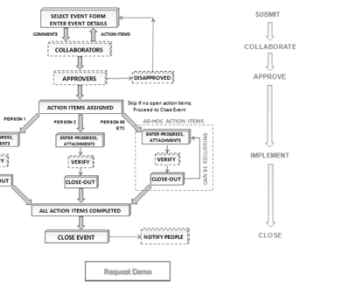 SELECT EVENT FORM
ENTER EVENT DETAILS
COMMENTS
ACTION ITEMS
COLLABORATORS
APPROVERS
DISAPPROVED
ACTION ITEMS ASSIGNED
Skip if no open action items:
Proceed to Close Event
PERSON 1
PERSON 2
PERSON
ETC
AD-HOC ACTION ITEMS
ENTER PROGRESS,
ATTACHMENTS
ENTER PROGRESS,
ATTACHMENTS
VERIFY
VERIFY
CLOSE-OUT
CLOSE-OUT
CAN BE RECURRING
ALL ACTION ITEMS COMPLETED
CLOSE EVENT
NOTIFY PEOPLE
SUBMIT
COLLABORATE
APPROVE
IMPLEMENT
CLOSE
Request Demo